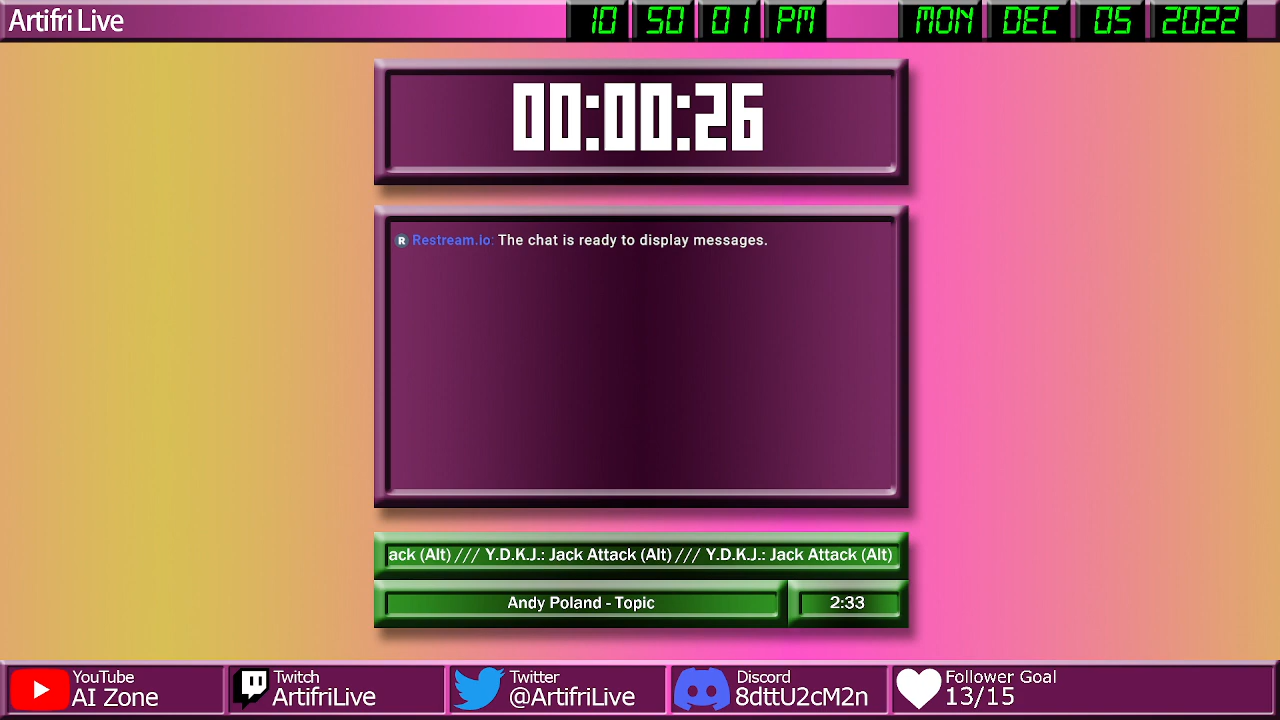 Artifri Live
10 50 01 PM MON DEC 05 2022
00:00:26
R Restream.io: The chat is ready to display messages.
ack (Alt) /// Y.D.K.J.: Jack Attack (Alt) /// Y.D.K.J.: Jack Attack (Alt)
Andy Poland - Topic
2:33
YouTube
AI Zone
Twitch
ArtifriLive
Twitter
@ArtifriLive
Discord
8dttU2cM2n
Follower Goal
13/15